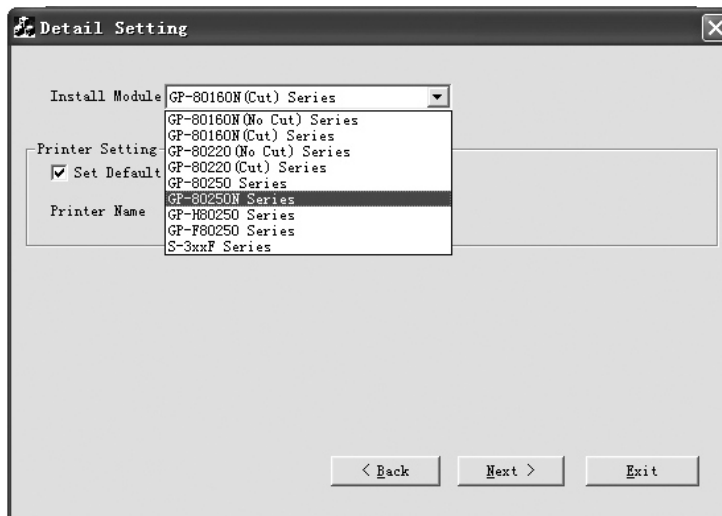 Detail Setting
Install Module GP-80160N(Cut) Series
GP-80160N(No Cut) Series
GP-80160N(Cut) Series
GP-80220(No Cut) Series
GP-80220(Cut) Series
GP-80250 Series
GP-80250N Series
GP-H80250 Series
GP-F80250 Series
S-3xxF Series
Printer Setting
Set Default
Printer Name
< Back Next > Exit